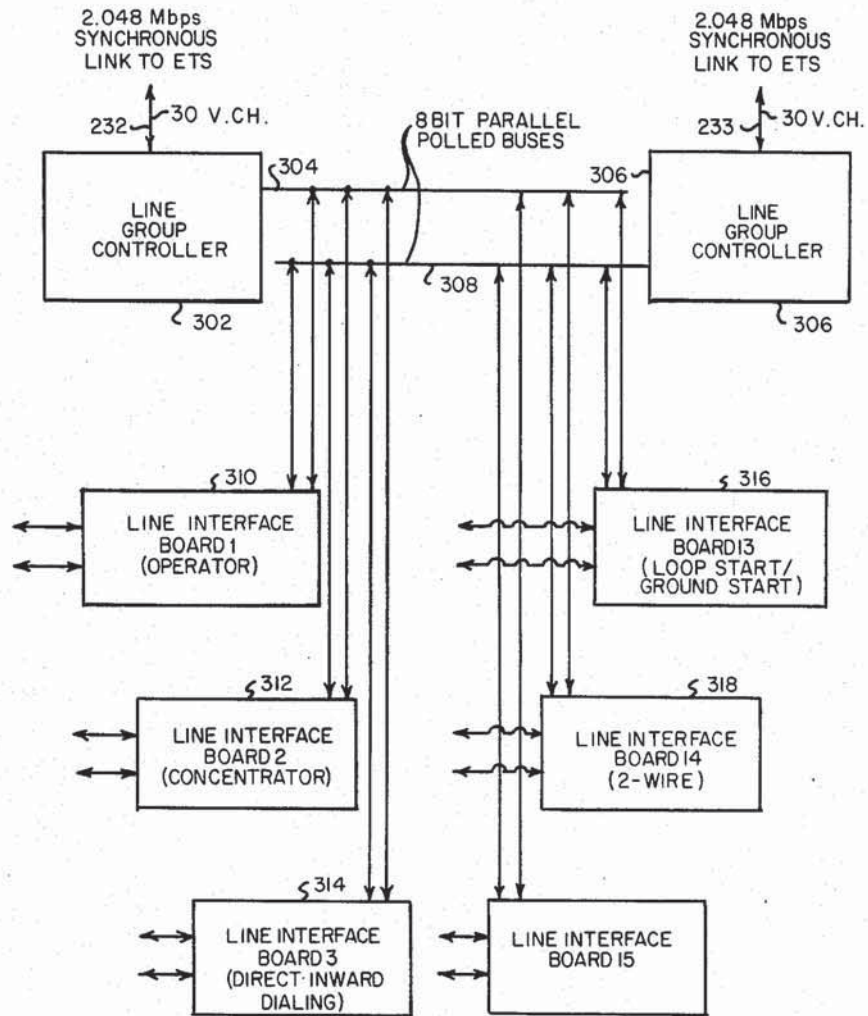 2.048 Mbps
SYNCHRONOUS
LINK TO ETS
30 V.CH.
232
2.048 Mbps
SYNCHRONOUS
LINK TO ETS
30 V.CH.
233
8 BIT PARALLEL
POLLED BUSES
304
306
LINE
GROUP
CONTROLLER
302
LINE
GROUP
CONTROLLER
306
308
310
LINE INTERFACE
BOARD 1
(OPERATOR)
316
LINE INTERFACE
BOARD 13
(LOOP START/
GROUND START)
312
LINE INTERFACE
BOARD 2
(CONCENTRATOR)
318
LINE INTERFACE
BOARD 14
(2-WIRE)
314
LINE INTERFACE
BOARD 3
(DIRECT-INWARD
DIALING)
LINE INTERFACE
BOARD 15